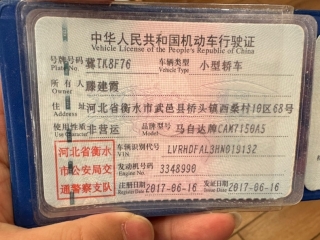 中华人民共和国机动车行驶证
Vehicle License of the People's Republic of China
号牌号码 冀TK8F76 车辆类型 小型轿车
Plate No. Vehicle Type
所有人 滕建霞
Owner
住址 河北省衡水市武邑县桥头镇西桑村10区68号
Address
使用性质 非营运 品牌型号 马自达牌CAM7150A5
Use Character Model
河北省衡水市公安局交通警察支队
车辆识别代号 LVRHDFAL3HN019132
VIN
发动机号码 3348990
Engine No.
注册日期 2017-06-16 发证日期 2017-06-16
Register Date Issue Date